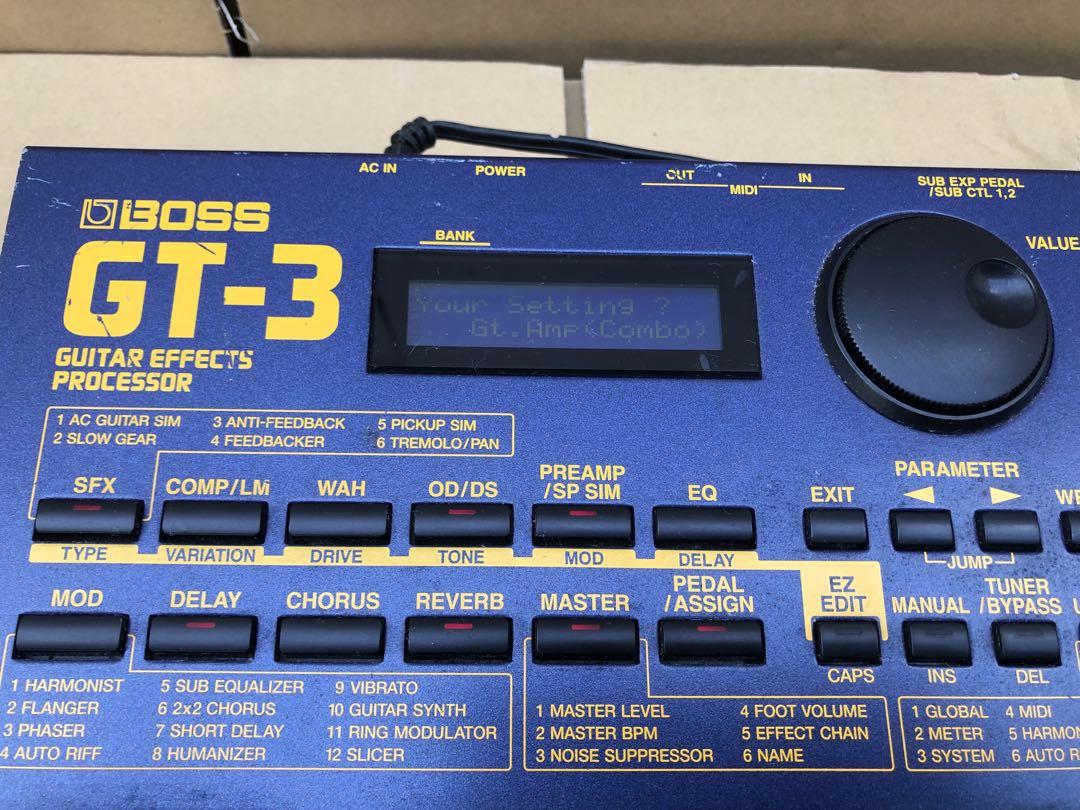 AC IN
POWER
OUT
IN
MIDI
SUB EXP PEDAL
/SUB CTL 1,2
BOSS
GT-3
GUITAR EFFECTS
PROCESSOR
BANK
VALUE
Your Setting ?
Gt.Amp(Combo)
1 AC GUITAR SIM
3 ANTI-FEEDBACK
5 PICKUP SIM
2 SLOW GEAR
4 FEEDBACKER
6 TREMOLO/PAN
SFX
COMP/LM
WAH
OD/DS
PREAMP
/SP SIM
EQ
EXIT
PARAMETER
TYPE
VARIATION
DRIVE
TONE
MOD
DELAY
JUMP
MOD
DELAY
CHORUS
REVERB
MASTER
PEDAL
/ASSIGN
EZ
EDIT
MANUAL
TUNER
/BYPASS
CAPS
INS
DEL
1 HARMONIST
5 SUB EQUALIZER
9 VIBRATO
2 FLANGER
6 2x2 CHORUS
10 GUITAR SYNTH
3 PHASER
7 SHORT DELAY
11 RING MODULATOR
4 AUTO RIFF
8 HUMANIZER
12 SLICER
1 MASTER LEVEL
4 FOOT VOLUME
2 MASTER BPM
5 EFFECT CHAIN
3 NOISE SUPPRESSOR
6 NAME
1 GLOBAL
4 MIDI
2 METER
5 HARMON
3 SYSTEM
6 AUTO R